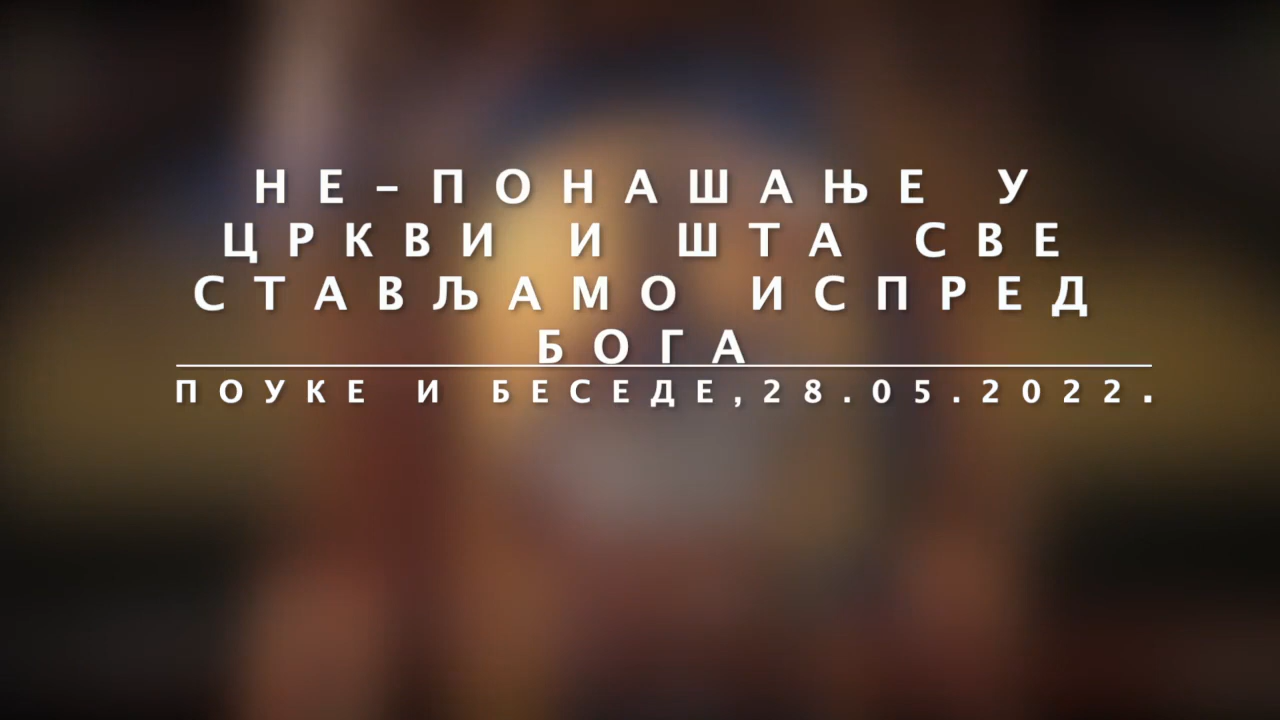 НЕ-ПОНАШАЊЕ У
ЦРКВИ И ШТА СВЕ
СТАВЉАМО ИСПРЕД
БОГА
ПОУКЕ И БЕСЕДЕ,28.05.2022.